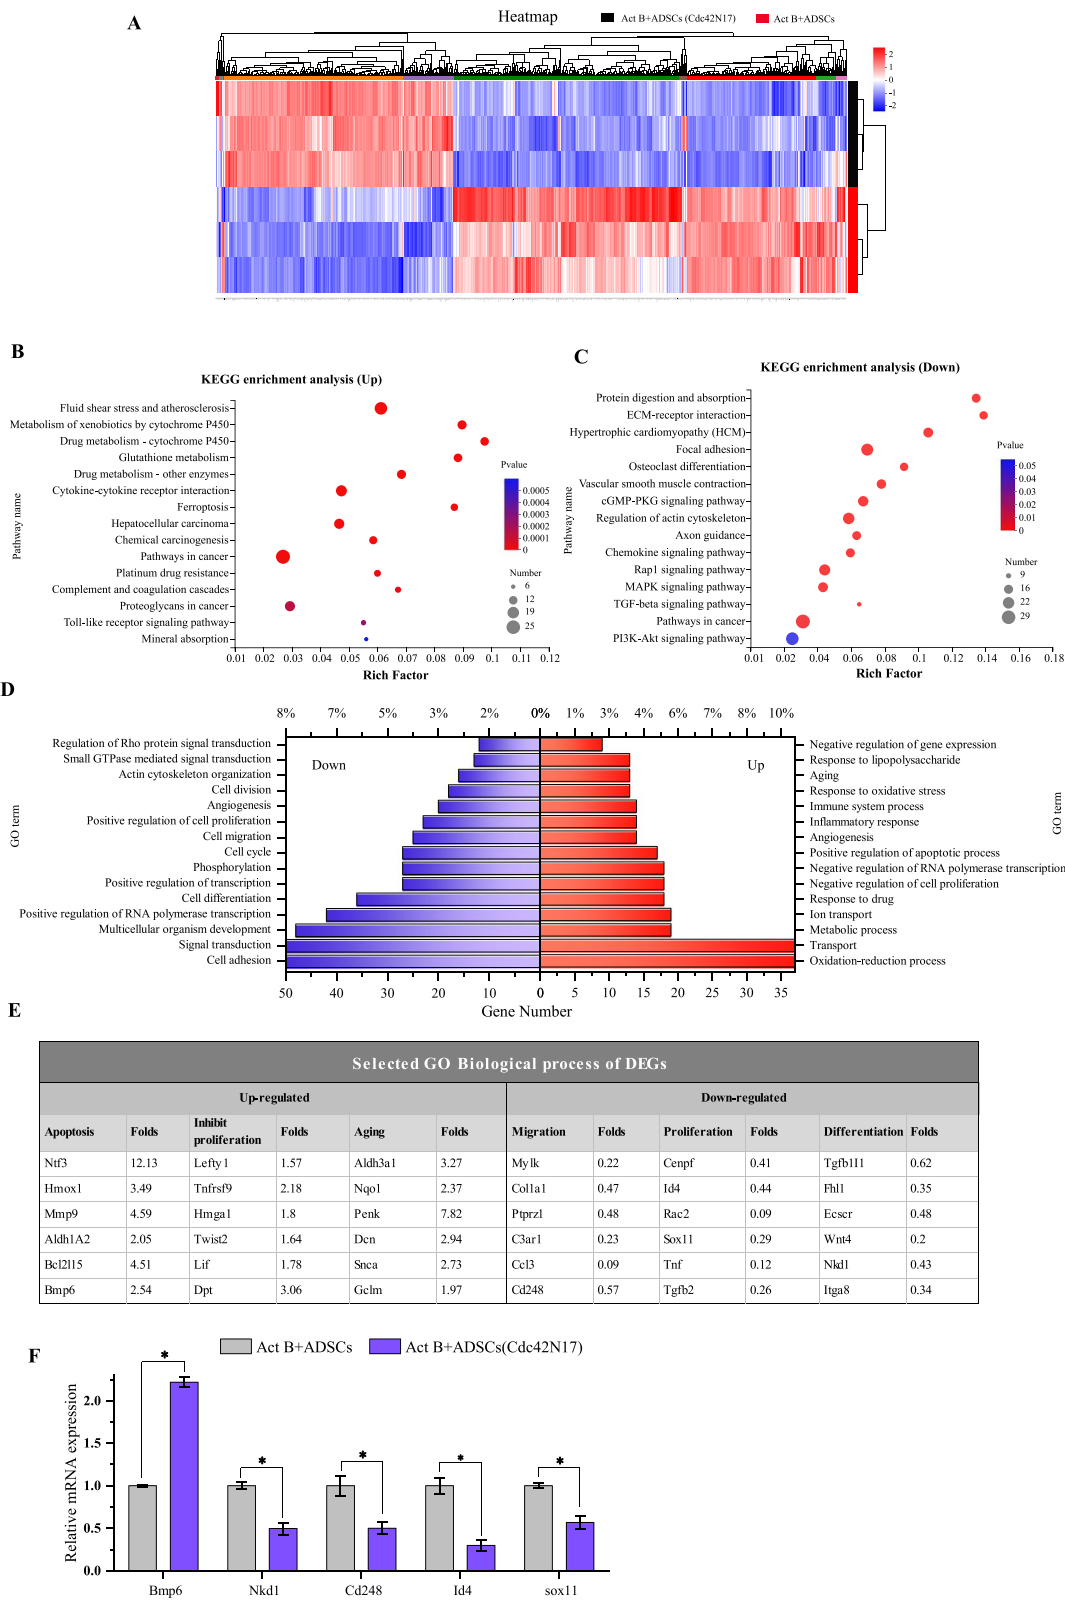 A
Heatmap
Act B+ADSCs (Cdc42N17)
Act B+ADSCs
2
1
0
-1
-2
B
KEGG enrichment analysis (Up)
Pathway name
Fluid shear stress and atherosclerosis
Metabolism of xenobiotics by cytochrome P450
Drug metabolism - cytochrome P450
Glutathione metabolism
Drug metabolism - other enzymes
Cytokine-cytokine receptor interaction
Ferroptosis
Hepatocellular carcinoma
Chemical carcinogenesis
Pathways in cancer
Platinum drug resistance
Complement and coagulation cascades
Proteoglycans in cancer
Toll-like receptor signaling pathway
Mineral absorption
0.01 0.02 0.03 0.04 0.05 0.06 0.07 0.08 0.09 0.1 0.11 0.12
Rich Factor
Pvalue
0.0005
0.0004
0.0003
0.0002
0.0001
0
Number
6
12
19
25
C
KEGG enrichment analysis (Down)
Pathway name
Protein digestion and absorption
ECM-receptor interaction
Hypertrophic cardiomyopathy (HCM)
Focal adhesion
Osteoclast differentiation
Vascular smooth muscle contraction
cGMP-PKG signaling pathway
Regulation of actin cytoskeleton
Axon guidance
Chemokine signaling pathway
Rap1 signaling pathway
MAPK signaling pathway
TGF-beta signaling pathway
Pathways in cancer
PI3K-Akt signaling pathway
0.01 0.02 0.04 0.06 0.08 0.1 0.12 0.14 0.16 0.18
Rich Factor
Pvalue
0.05
0.04
0.03
0.02
0.01
0
Number
9
16
22
29
D
8% 7% 5% 3% 2% 0% 0% 1% 3% 4% 6% 7% 8% 10%
GO term
Down
Up
GO term
Regulation of Rho protein signal transduction
Small GTPase mediated signal transduction
Actin cytoskeleton organization
Cell division
Angiogenesis
Positive regulation of cell proliferation
Cell migration
Cell cycle
Phosphorylation
Positive regulation of transcription
Cell differentiation
Positive regulation of RNA polymerase transcription
Multicellular organism development
Signal transduction
Cell adhesion
Negative regulation of gene expression
Response to lipopolysaccharide
Aging
Response to oxidative stress
Immune system process
Inflammatory response
Angiogenesis
Positive regulation of apoptotic process
Negative regulation of RNA polymerase transcription
Negative regulation of cell proliferation
Response to drug
Ion transport
Metabolic process
Transport
Oxidation-reduction process
50 40 30 20 10 0 0 5 10 15 20 25 30 35
Gene Number
E
Selected GO Biological process of DEGs
Up-regulated Down-regulated
Apoptosis Folds Inhibit proliferation Folds Aging Folds Migration Folds Proliferation Folds Differentiation Folds
Ntf3 12.13 Lefty1 1.57 Aldh3a1 3.27 Mylk 0.22 Cenpf 0.41 Tgfb1I1 0.62
Hmox1 3.49 Tnfrsf9 2.18 Nqo1 2.37 Col1a1 0.47 Id4 0.44 Fhl1 0.35
Mmp9 4.59 Hmga1 1.8 Penk 7.82 Ptprz1 0.48 Rac2 0.09 Ecscr 0.48
Aldh1A2 2.05 Twist2 1.64 Dcn 2.94 C3ar1 0.23 Sox11 0.29 Wnt4 0.2
Bcl2l15 4.51 Lif 1.78 Snca 2.73 Ccl3 0.09 Tnf 0.12 Nkd1 0.43
Bmp6 2.54 Dpt 3.06 Gclm 1.97 Cd248 0.57 Tgfb2 0.26 Itga8 0.34
F
Act B+ADSCs
Act B+ADSCs(Cdc42N17)
Relative mRNA expression
2.0
1.5
1.0
0.5
0.0
* * * * *
Bmp6 Nkd1 Cd248 Id4 sox11